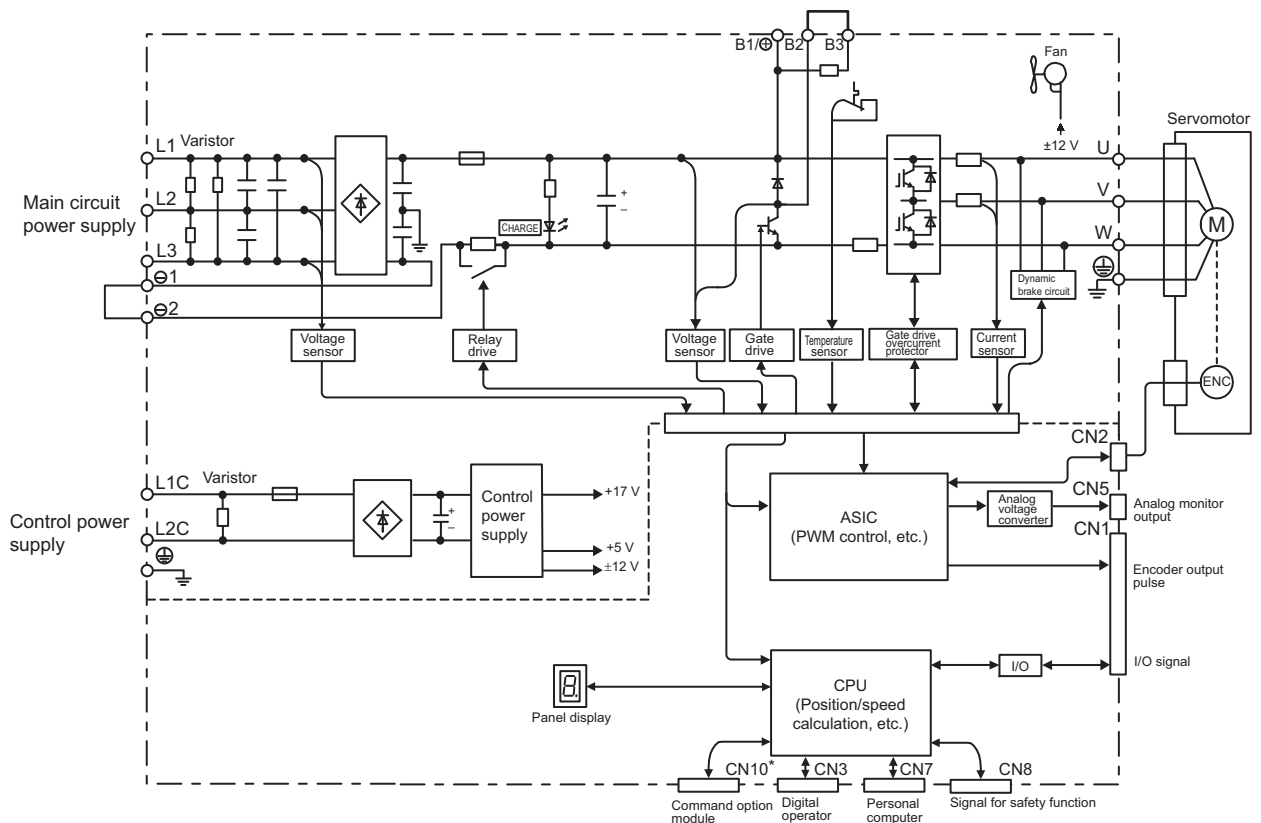 B1/⊕ B2 B3
Fan
±12 V
Servomotor
Varistor
L1
L2
L3
Main circuit
power supply
⊖1
⊖2
CHARGE
+
–
U
V
W
M
Dynamic
brake circuit
Voltage
sensor
Relay
drive
Voltage
sensor
Gate
drive
Temperature
sensor
Gate drive
overcurrent
protector
Current
sensor
ENC
CN2
L1C
Varistor
L2C
Control power
supply
+
–
Control
power
supply
+17 V
+5 V
±12 V
ASIC
(PWM control, etc.)
Analog
voltage
converter
CN5
Analog monitor
output
CN1
Encoder output
pulse
I/O
I/O signal
8.
Panel display
CPU
(Position/speed
calculation, etc.)
CN10* CN3 CN7 CN8
Command option
module
Digital
operator
Personal
computer
Signal for safety function